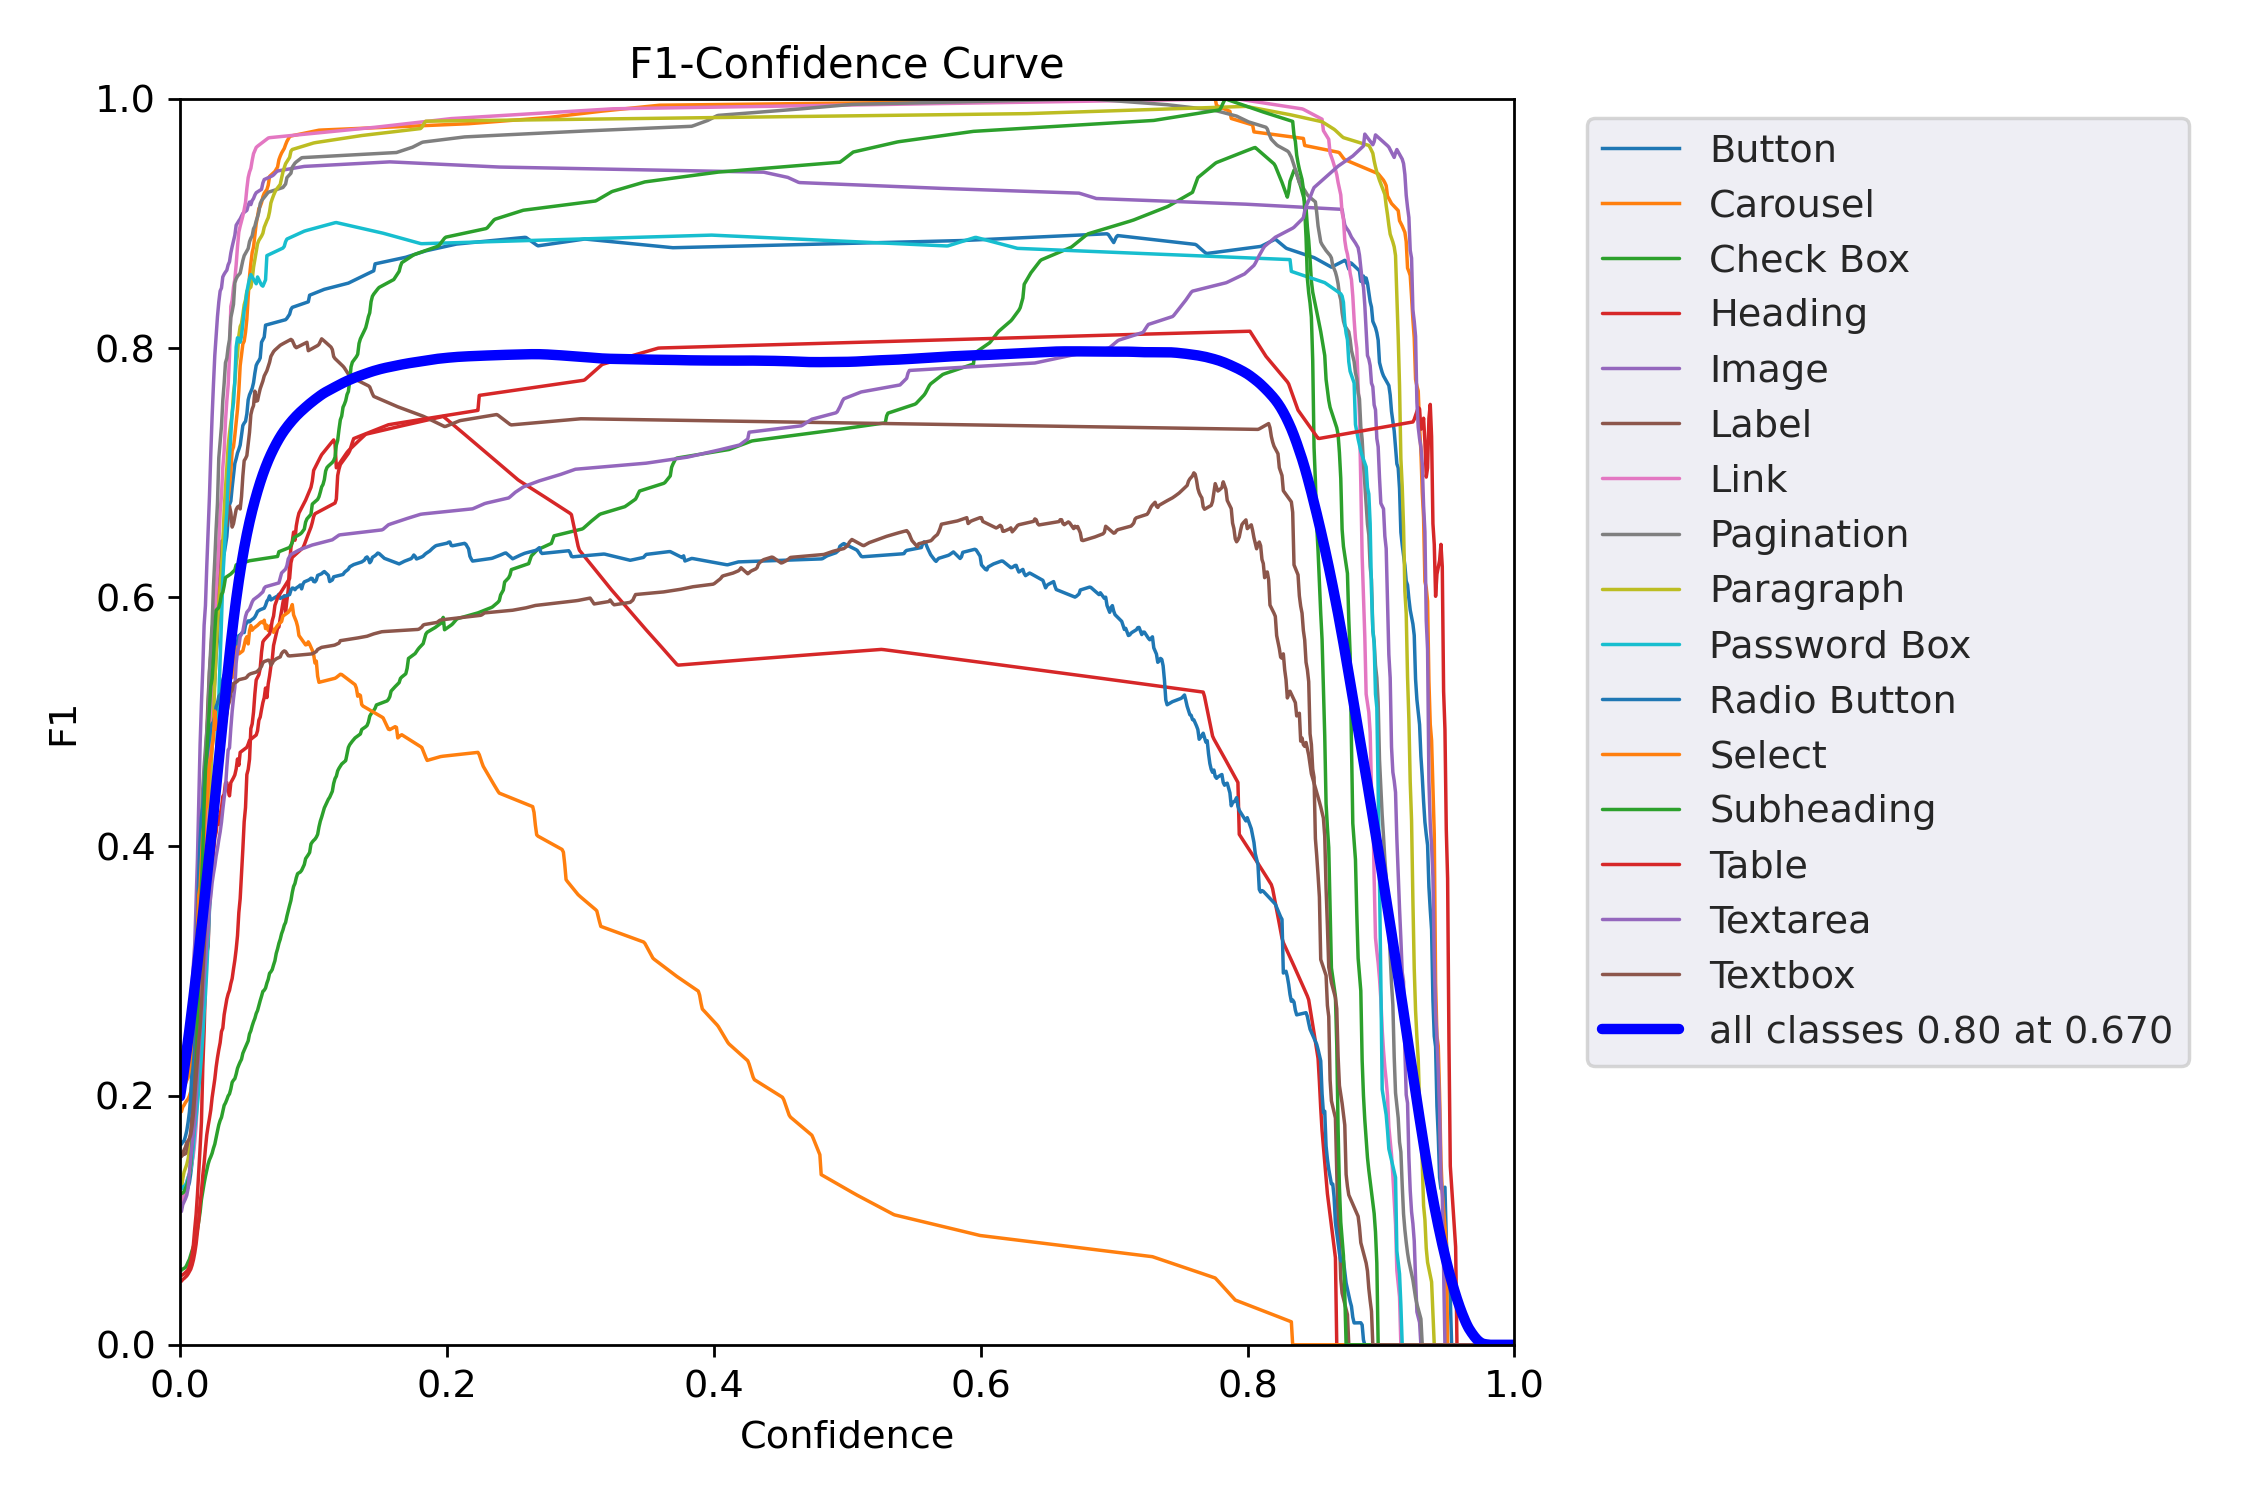 F1-Confidence Curve
1.0
0.8
0.6
0.4
0.2
0.0
F1
0.0 0.2 0.4 0.6 0.8 1.0
Confidence
Button
Carousel
Check Box
Heading
Image
Label
Link
Pagination
Paragraph
Password Box
Radio Button
Select
Subheading
Table
Textarea
Textbox
all classes 0.80 at 0.670